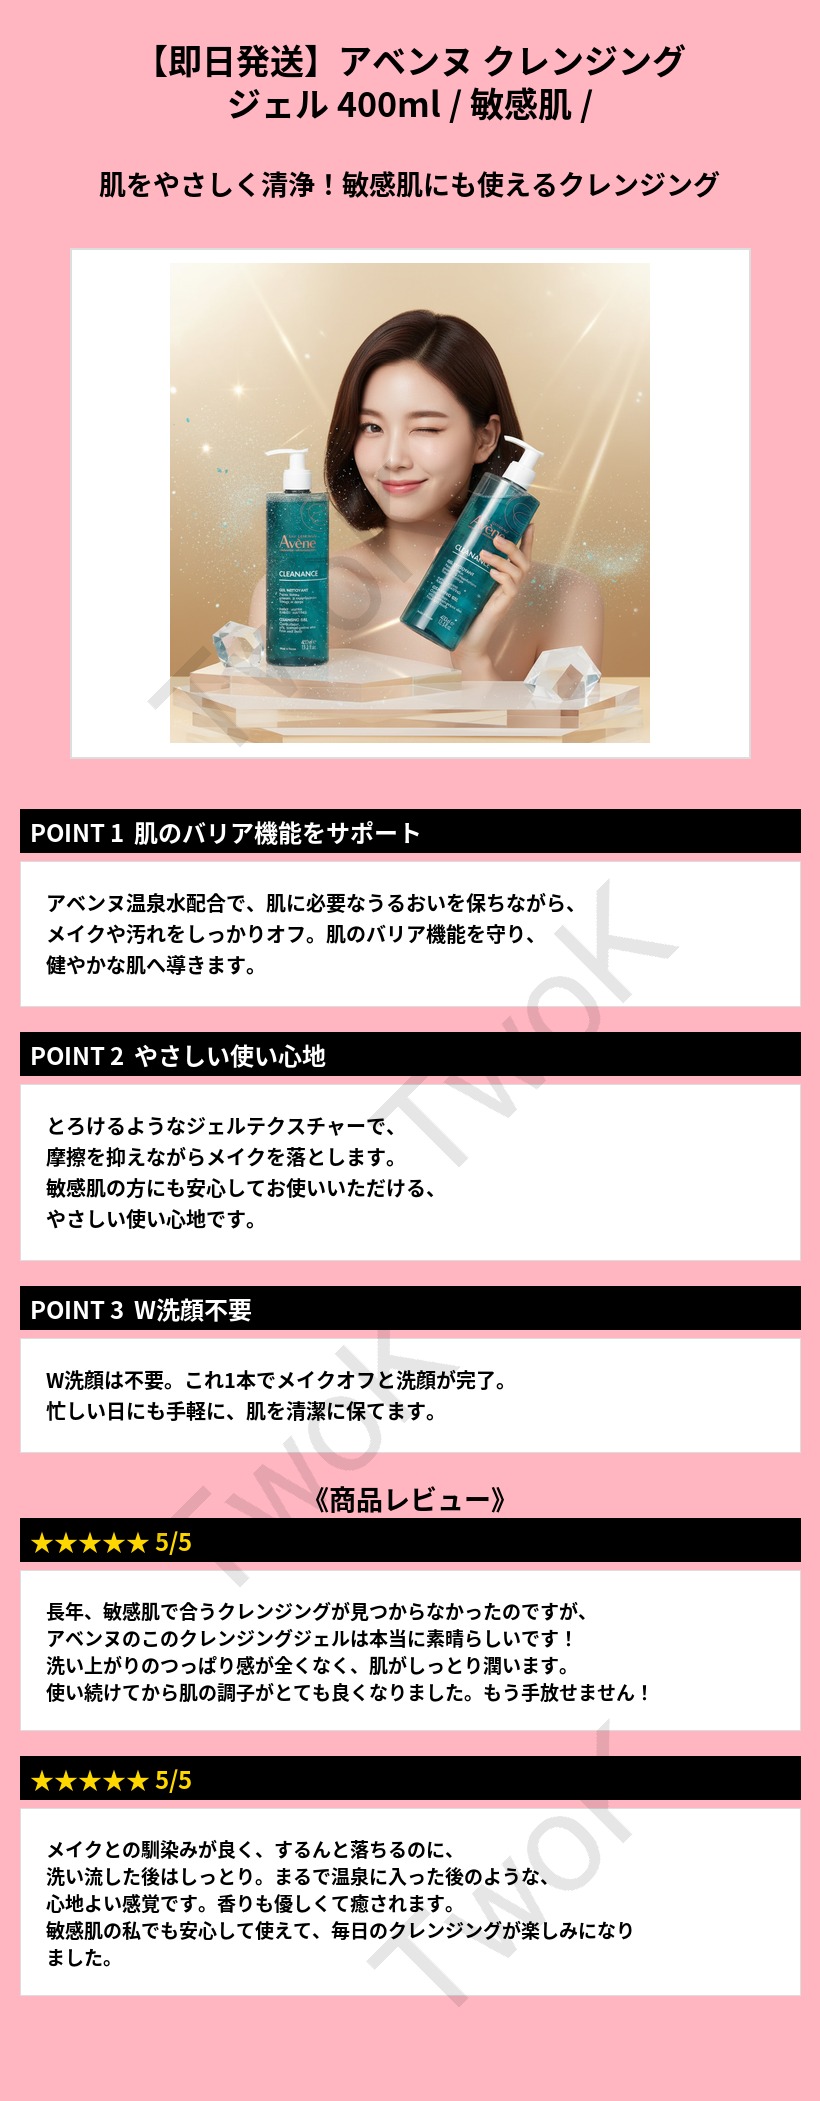 【即日発送】アベンヌ クレンジング
ジェル 400ml / 敏感肌 /
肌をやさしく清浄！敏感肌にも使えるクレンジング
Avène
CLEANANCE
GEL NETTOYANT
CLEANSING GEL
Avène
CLEANANCE
CLEANSING GEL
TwoK
POINT 1 肌のバリア機能をサポート
アベンヌ温泉水配合で、肌に必要なうるおいを保ちながら、
メイクや汚れをしっかりオフ。肌のバリア機能を守り、
健やかな肌へ導きます。
TwoK
POINT 2 やさしい使い心地
とろけるようなジェルテクスチャーで、
摩擦を抑えながらメイクを落とします。
敏感肌の方にも安心してお使いいただける、
やさしい使い心地です。
POINT 3 W洗顔不要
W洗顔は不要。これ1本でメイクオフと洗顔が完了。
忙しい日にも手軽に、肌を清潔に保てます。
TwoK
《商品レビュー》
★★★★★ 5/5
長年、敏感肌で合うクレンジングが見つからなかったのですが、
アベンヌのこのクレンジングジェルは本当に素晴らしいです！
洗い上がりのつっぱり感が全くなく、肌がしっとり潤います。
使い続けてから肌の調子がとても良くなりました。もう手放せません！
★★★★★ 5/5
メイクとの馴染みが良く、するんと落ちるのに、
洗い流した後はしっとり。まるで温泉に入った後のような、
心地よい感覚です。香りも優しくて癒されます。
敏感肌の私でも安心して使えて、毎日のクレンジングが楽しみになり
ました。
TwoK